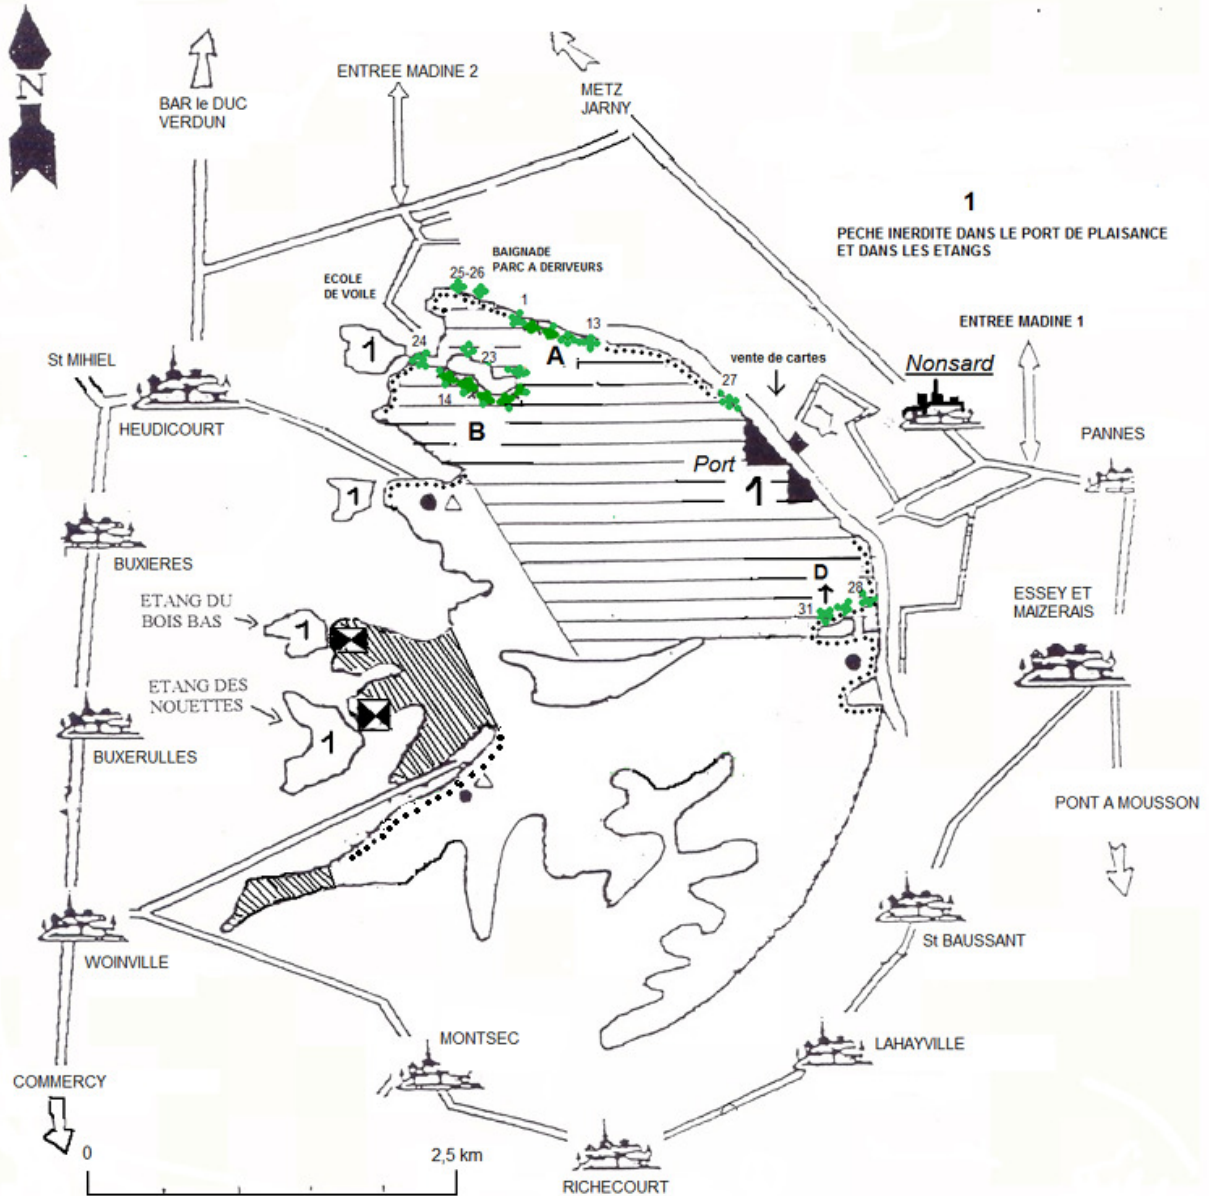 ENTREE MADINE 2
N
BAR le DUC
VERDUN
METZ
JARNY
1
PECHE INERDITE DANS LE PORT DE PLAISANCE
ET DANS LES ETANGS
BAIGNADE
PARC A DERIVEURS
25-26
ECOLE
DE VOILE
1
13
ENTREE MADINE 1
24
1
23
A
vente de cartes
Nonsard
St MIHIEL
27
14
B
HEUDICOURT
PANNES
Port
1
1
BUXIERES
D
28
31
ESSEY ET
MAIZERAIS
ETANG DU
BOIS BAS
1
ETANG DES
NOUETTES
1
BUXERULLES
PONT A MOUSSON
St BAUSSANT
WOINVILLE
MONTSEC
LAHAYVILLE
COMMERCY
0
2,5 km
RICHECOURT